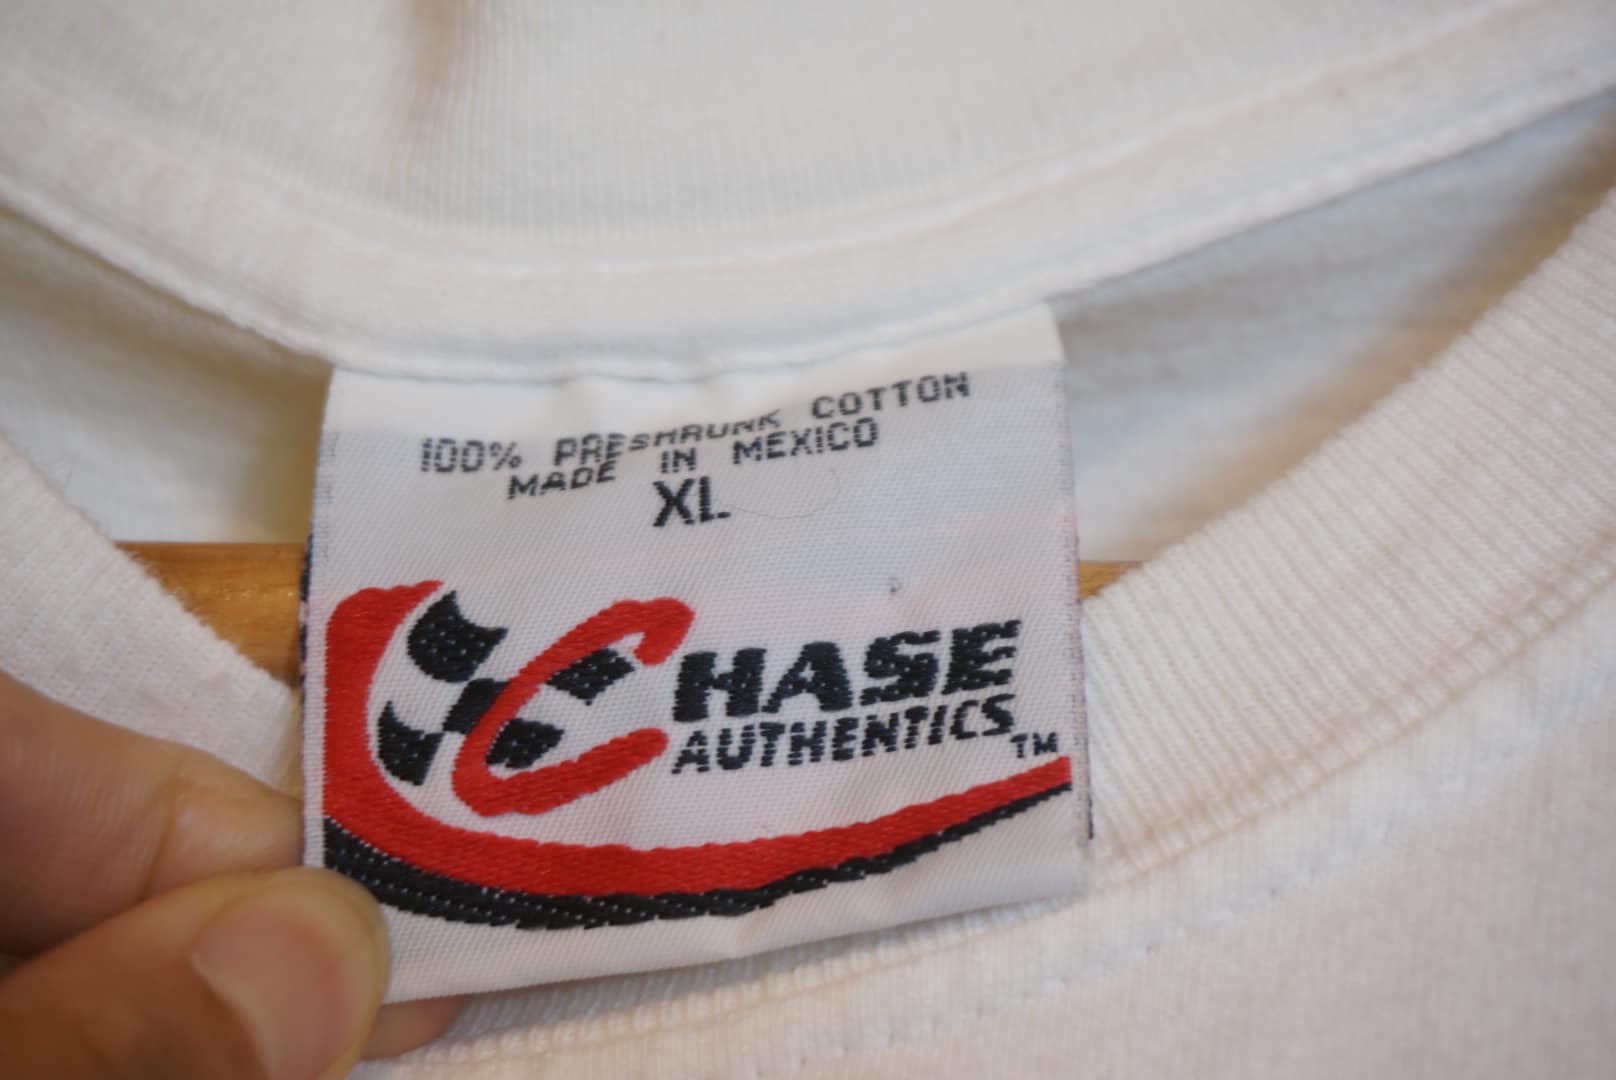 100% PRESHRUNK COTTON
MADE IN MEXICO
XL
CHASE
AUTHENTICS TM